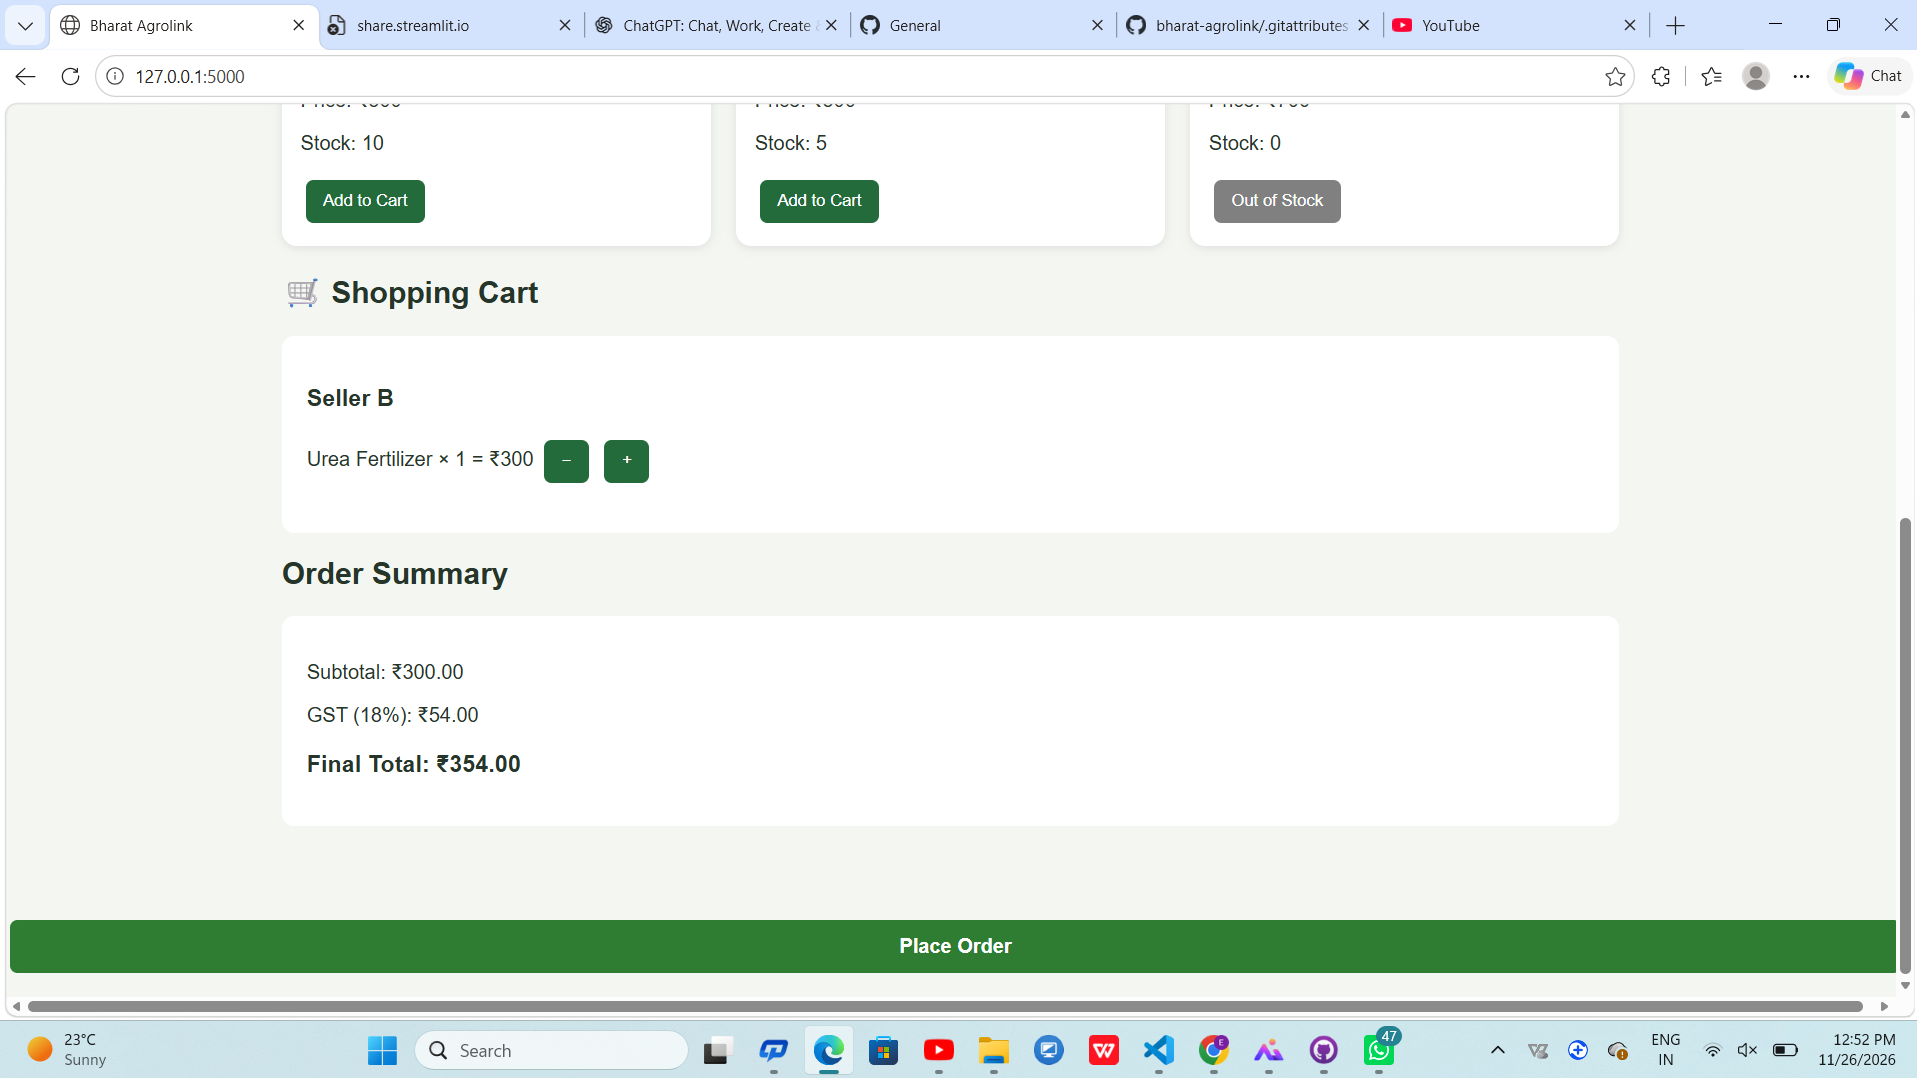 Bharat Agrolink
share.streamlit.io
ChatGPT: Chat, Work, Create
General
bharat-agrolink/.gitattributes
YouTube
127.0.0.1:5000
Chat
Stock: 10
Stock: 5
Stock: 0
Add to Cart
Add to Cart
Out of Stock
Shopping Cart
Seller B
Urea Fertilizer × 1 = ₹300 − +
Order Summary
Subtotal: ₹300.00
GST (18%): ₹54.00
Final Total: ₹354.00
Place Order
23°C
Sunny
Search
47
ENG
IN
12:52 PM
11/26/2026